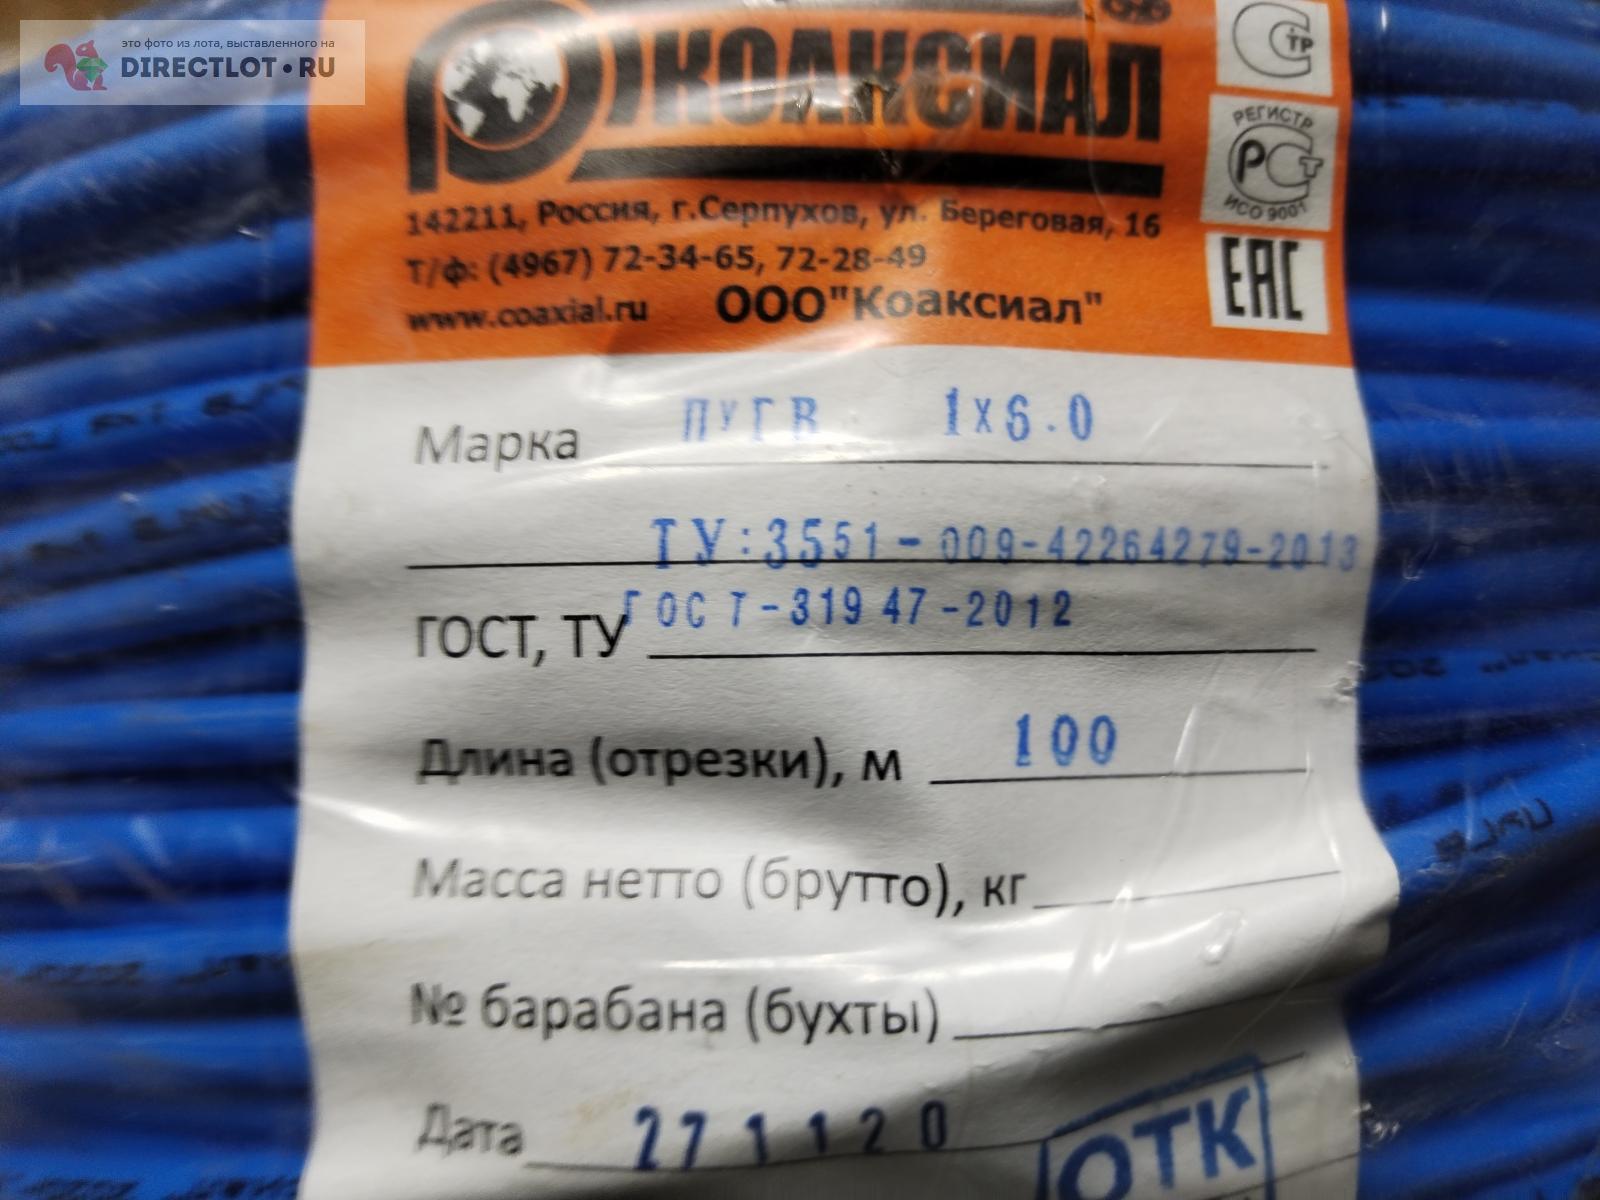 это фото из лота, выставленного на
DIRECTLOT.RU
КОАКСИАЛ
142211, Россия, г.Серпухов, ул. Береговая, 16
т/ф: (4967) 72-34-65, 72-28-49
www.coaxial.ru ООО"Коаксиал"
ТР
РЕГИСТР
РСТ
ИСО 9001
ЕАС
Марка ПУГВ 1х6.0
ТУ:3551-009-42264279-2013
ГОСТ, ТУ ГОСТ-31947-2012
Длина (отрезки), м 100
Масса нетто (брутто), кг
№ барабана (бухты)
Дата 271120
ОТК
ПуГВ